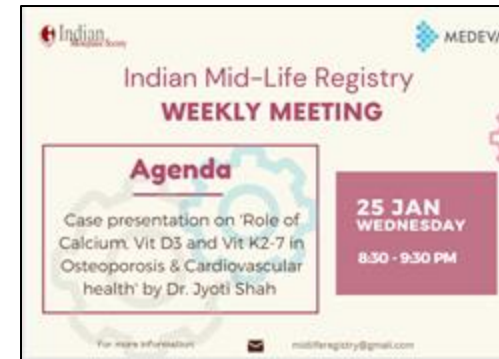 Indian
Menopause Society
MEDEVA
Indian Mid-Life Registry
WEEKLY MEETING
Agenda
Case presentation on 'Role of
Calcium, Vit D3 and Vit K2-7 in
Osteoporosis & Cardiovascular
health' by Dr. Jyoti Shah
25 JAN
WEDNESDAY
8:30 - 9:30 PM
For more information
midliferegistry@gmail.com